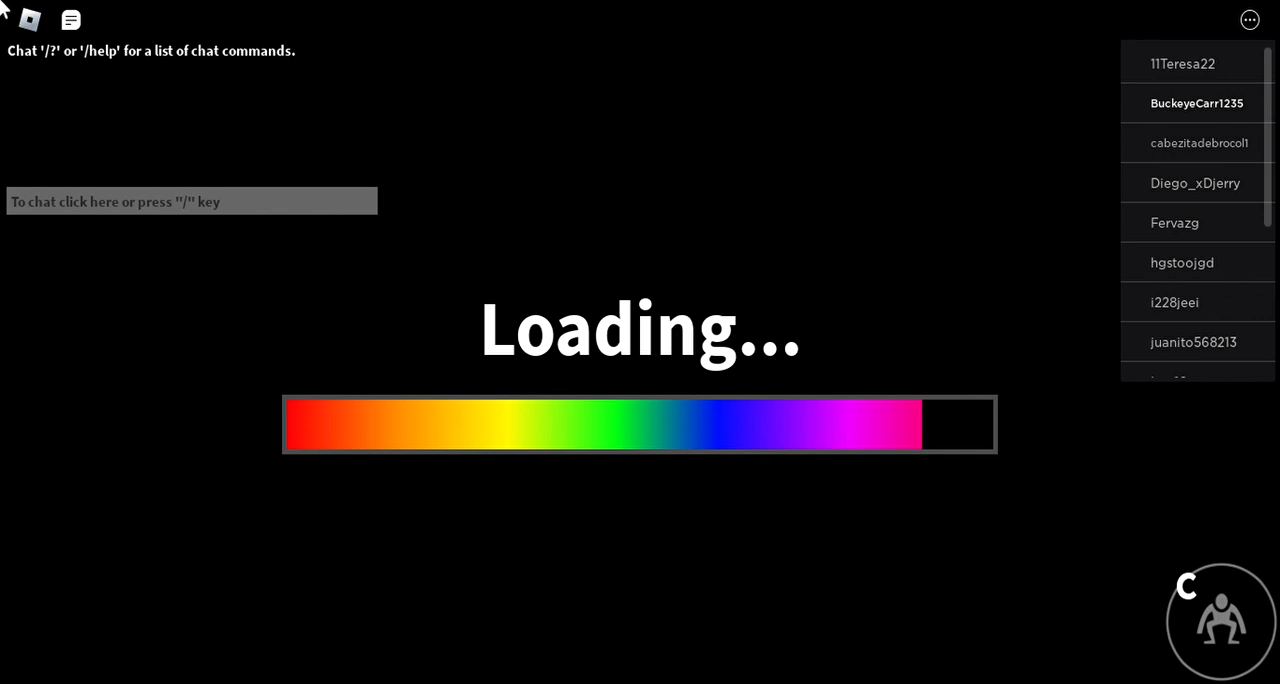 Chat '/?' or '/help' for a list of chat commands.
To chat click here or press "/" key
11Teresa22
BuckeyeCarr1235
cabezitadebrocol1
Diego_xDjerry
Fervazg
hgstoojgd
i228jeei
juanito568213
Loading...
C